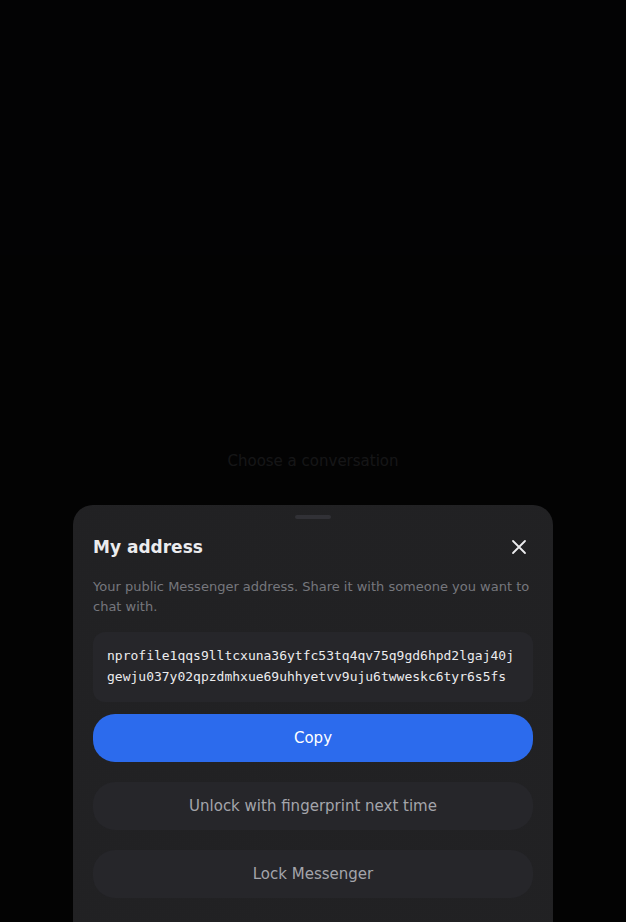 Choose a conversation
My address
Your public Messenger address. Share it with someone you want to
chat with.
nprofile1qqs9lltcxuna36ytfc53tq4qv75q9gd6hpd2lgaj40j
gewju037y02qpzdmhxue69uhhyetvv9uju6twweskc6tyr6s5fs
Copy
Unlock with fingerprint next time
Lock Messenger